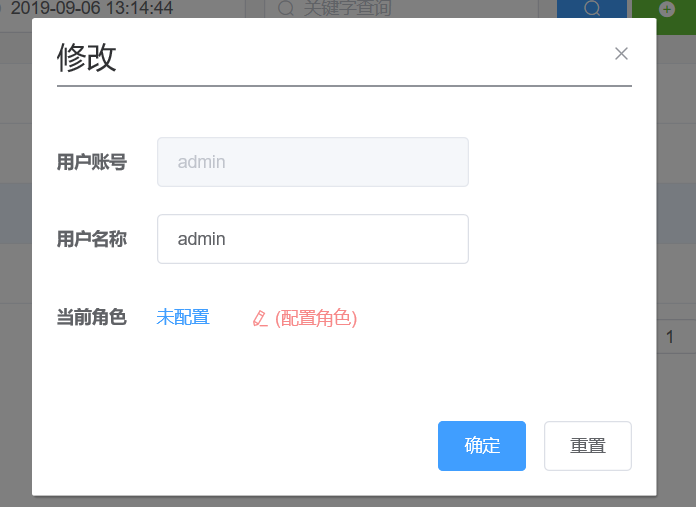 2019-09-06 13:14:44 关键字查询
修改
用户账号 admin
用户名称 admin
当前角色 未配置 (配置角色)
1
确定 重置